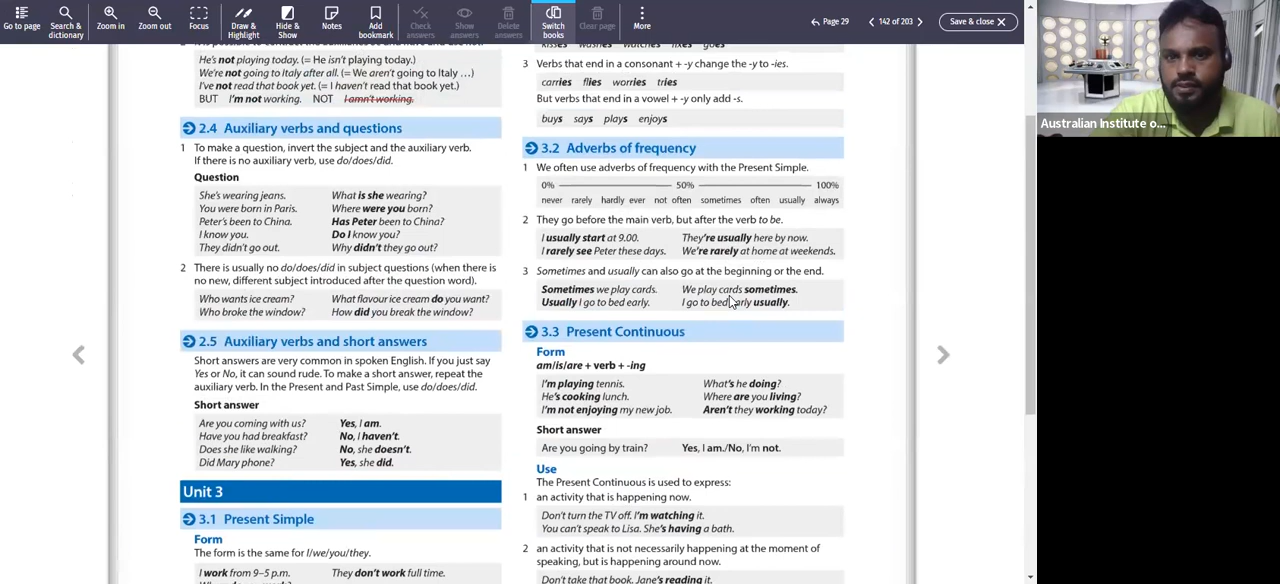 Go to page
Search & dictionary
Zoom in
Zoom out
Focus
Draw & Highlight
Hide & Show
Notes
Add bookmark
Check answers
Show answers
Delete answers
Switch books
Clear page
More
Page 29
142 of 203
Save & close
He's not playing today. (= He isn't playing today.)
We're not going to Italy after all. (= We aren't going to Italy …)
I've not read that book yet. (= I haven't read that book yet.)
BUT I'm not working. NOT I amn't working.
2.4 Auxiliary verbs and questions
1 To make a question, invert the subject and the auxiliary verb.
If there is no auxiliary verb, use do/does/did.
Question
She's wearing jeans. What is she wearing?
You were born in Paris. Where were you born?
Peter's been to China. Has Peter been to China?
I know you. Do I know you?
They didn't go out. Why didn't they go out?
2 There is usually no do/does/did in subject questions (when there is
no new, different subject introduced after the question word).
Who wants ice cream? What flavour ice cream do you want?
Who broke the window? How did you break the window?
2.5 Auxiliary verbs and short answers
Short answers are very common in spoken English. If you just say
Yes or No, it can sound rude. To make a short answer, repeat the
auxiliary verb. In the Present and Past Simple, use do/does/did.
Short answer
Are you coming with us? Yes, I am.
Have you had breakfast? No, I haven't.
Does she like walking? No, she doesn't.
Did Mary phone? Yes, she did.
Unit 3
3.1 Present Simple
Form
The form is the same for I/we/you/they.
I work from 9–5 p.m. They don't work full time.
kisses washes watches fixes goes
3 Verbs that end in a consonant + -y change the -y to -ies.
carries flies worries tries
But verbs that end in a vowel + -y only add -s.
buys says plays enjoys
3.2 Adverbs of frequency
1 We often use adverbs of frequency with the Present Simple.
0% 50% 100%
never rarely hardly ever not often sometimes often usually always
2 They go before the main verb, but after the verb to be.
I usually start at 9.00. They're usually here by now.
I rarely see Peter these days. We're rarely at home at weekends.
3 Sometimes and usually can also go at the beginning or the end.
Sometimes we play cards. We play cards sometimes.
Usually I go to bed early. I go to bed early usually.
3.3 Present Continuous
Form
am/is/are + verb + -ing
I'm playing tennis. What's he doing?
He's cooking lunch. Where are you living?
I'm not enjoying my new job. Aren't they working today?
Short answer
Are you going by train? Yes, I am./No, I'm not.
Use
The Present Continuous is used to express:
1 an activity that is happening now.
Don't turn the TV off. I'm watching it.
You can't speak to Lisa. She's having a bath.
2 an activity that is not necessarily happening at the moment of
speaking, but is happening around now.
Don't take that book. Jane's reading it.
Australian Institute o...